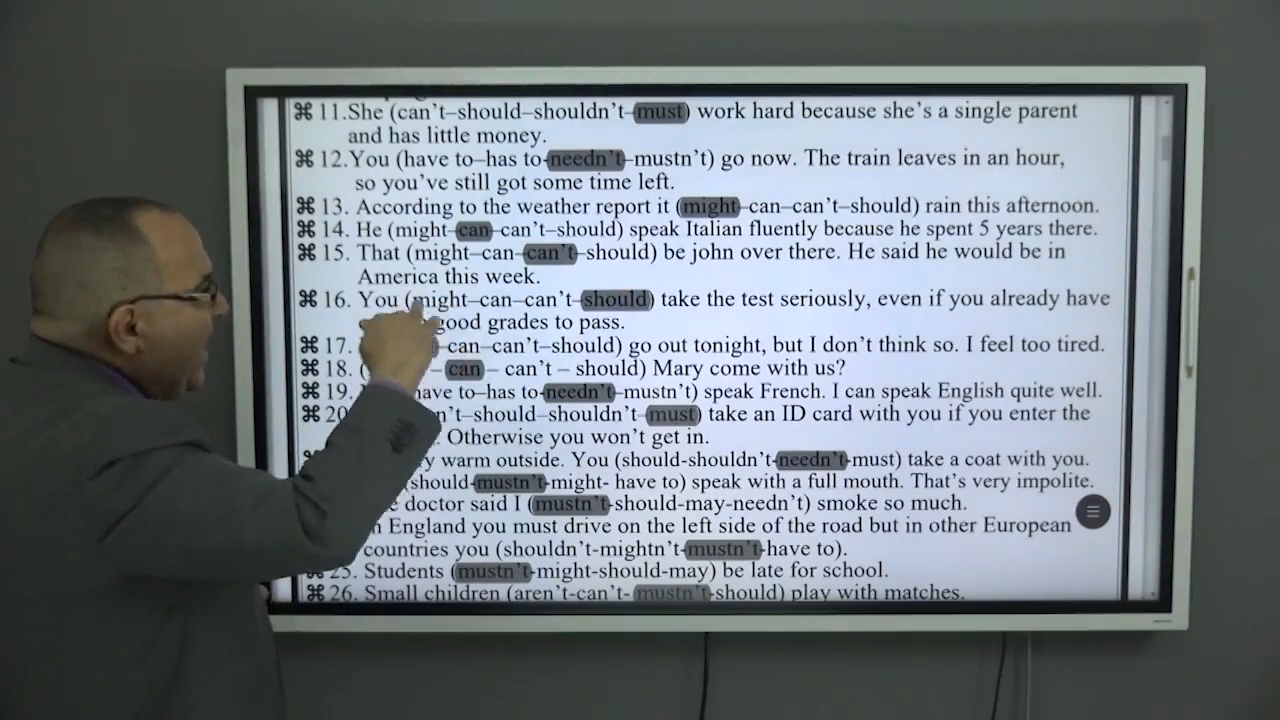 ⌘ 11.She (can't–should–shouldn't–must) work hard because she's a single parent
and has little money.
⌘ 12.You (have to–has to-needn't–mustn't) go now. The train leaves in an hour,
so you've still got some time left.
⌘ 13. According to the weather report it (might–can–can't–should) rain this afternoon.
⌘ 14. He (might–can–can't–should) speak Italian fluently because he spent 5 years there.
⌘ 15. That (might–can–can't–should) be john over there. He said he would be in
America this week.
⌘ 16. You (might–can–can't–should) take the test seriously, even if you already have
good grades to pass.
⌘ 17. can–can't–should) go out tonight, but I don't think so. I feel too tired.
⌘ 18. ( – can – can't – should) Mary come with us?
⌘ 19. have to–has to-needn't–mustn't) speak French. I can speak English quite well.
⌘ 20 –should–shouldn't–must) take an ID card with you if you enter the
Otherwise you won't get in.
warm outside. You (should-shouldn't-needn't-must) take a coat with you.
(should-mustn't-might- have to) speak with a full mouth. That's very impolite.
doctor said I (mustn't-should-may-needn't) smoke so much.
England you must drive on the left side of the road but in other European
countries you (shouldn't-mightn't-mustn't-have to).
⌘ 25. Students (mustn't-might-should-may) be late for school.
⌘ 26. Small children (aren't-can't- mustn't-should) play with matches.